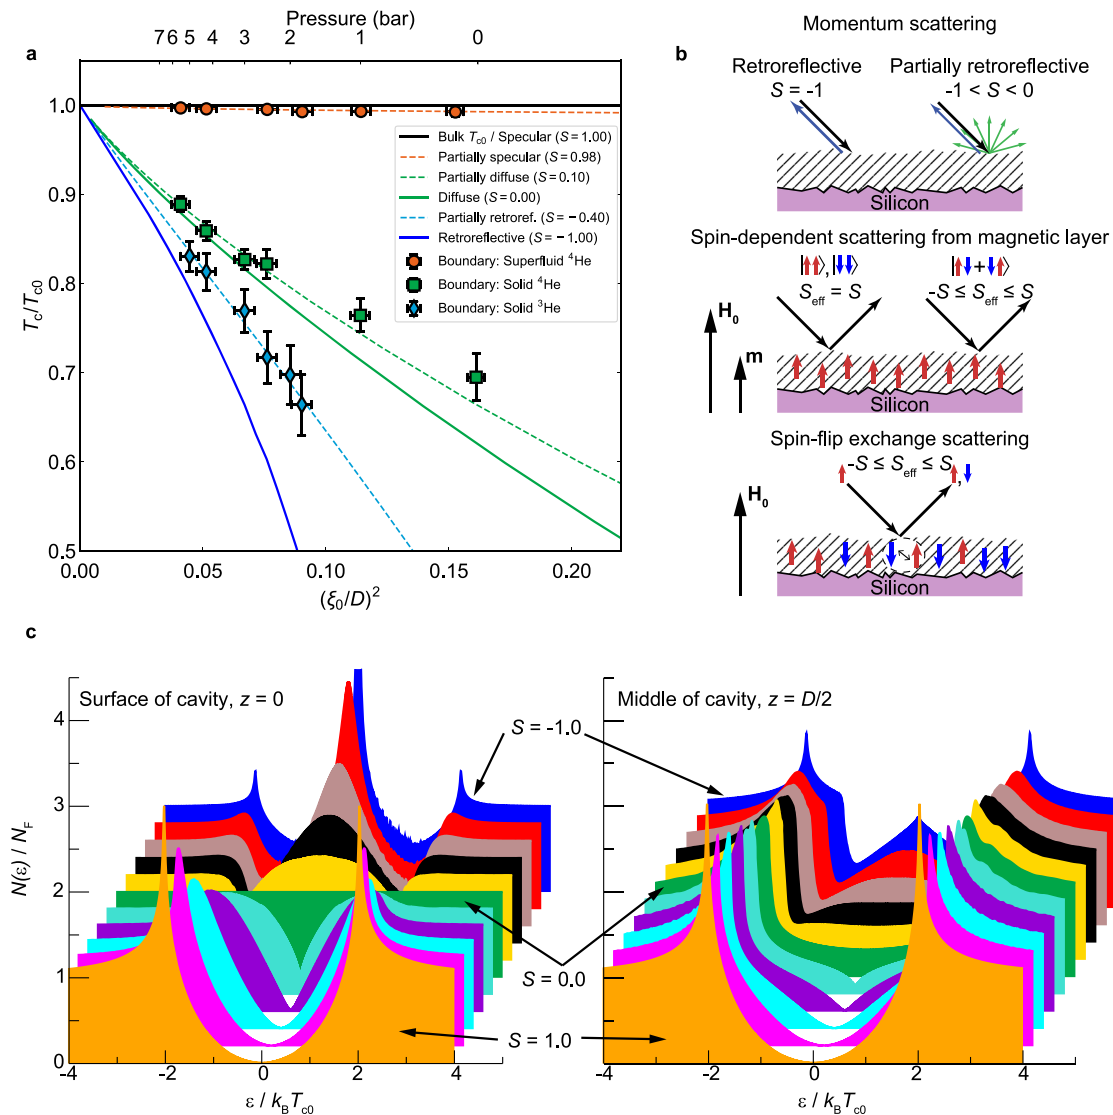 Pressure (bar)
a
7 6 5 4 3 2 1 0
1.0
0.9
0.8
0.7
0.6
0.5
T_c/T_c0
0.00 0.05 0.10 0.15 0.20
(ξ_0/D)^2
Bulk T_c0 / Specular (S = 1.00)
Partially specular (S = 0.98)
Partially diffuse (S = 0.10)
Diffuse (S = 0.00)
Partially retroref. (S = −0.40)
Retroreflective (S = −1.00)
Boundary: Superfluid ^4He
Boundary: Solid ^4He
Boundary: Solid ^3He
b
Momentum scattering
Retroreflective Partially retroreflective
S = -1 -1 < S < 0
Silicon
Spin-dependent scattering from magnetic layer
|⬆⬆⟩,|⬇⬇⟩ |⬆⬇+⬇⬆⟩
S_eff = S -S ≤ S_eff ≤ S
H_0
m
Silicon
Spin-flip exchange scattering
-S ≤ S_eff ≤ S
⬆ ⬆,⬇
H_0
Silicon
c
N(ε) / N_F
Surface of cavity, z = 0
4
3
2
1
0
-4 -2 0 2 4
ε / k_B T_c0
S = -1.0
S = 0.0
S = 1.0
Middle of cavity, z = D/2
-4 -2 0 2 4
ε / k_B T_c0